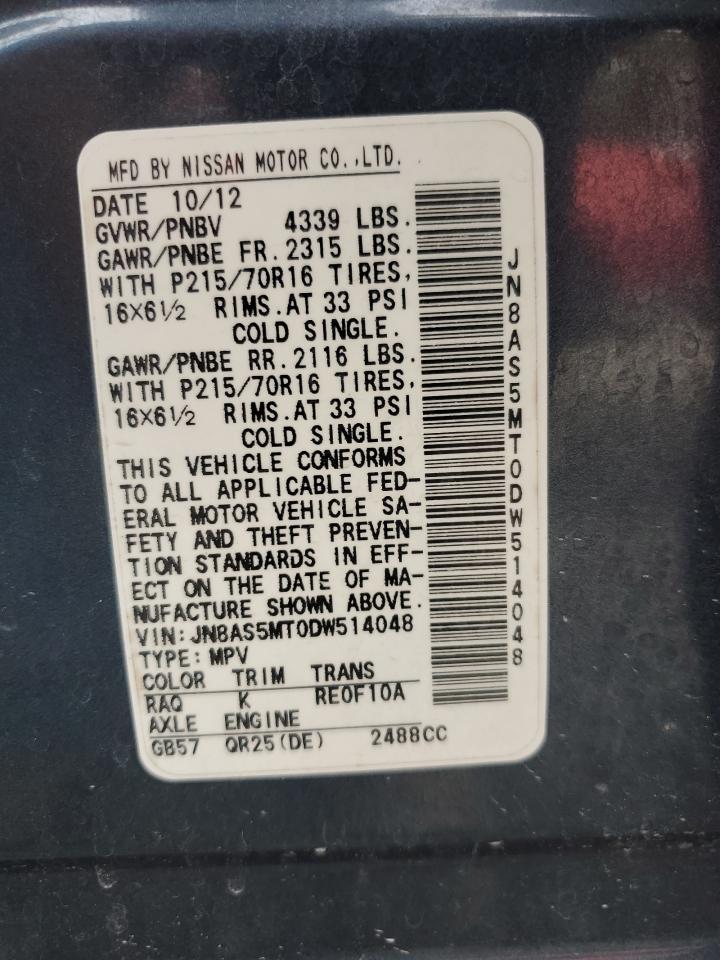 MFD BY NISSAN MOTOR CO.,LTD.
DATE 10/12
GVWR/PNBV 4339 LBS.
GAWR/PNBE FR. 2315 LBS.
WITH P215/70R16 TIRES,
16X6½ RIMS. AT 33 PSI
COLD SINGLE.
GAWR/PNBE RR. 2116 LBS.
WITH P215/70R16 TIRES,
16X6½ RIMS. AT 33 PSI
COLD SINGLE.
THIS VEHICLE CONFORMS
TO ALL APPLICABLE FED-
ERAL MOTOR VEHICLE SA-
FETY AND THEFT PREVEN-
TION STANDARDS IN EFF-
ECT ON THE DATE OF MA-
NUFACTURE SHOWN ABOVE.
VIN: JN8AS5MT0DW514048
TYPE: MPV
COLOR TRIM TRANS
RAQ K RE0F10A
AXLE ENGINE
GB57 QR25(DE) 2488CC
JN8AS5MT0DW514048